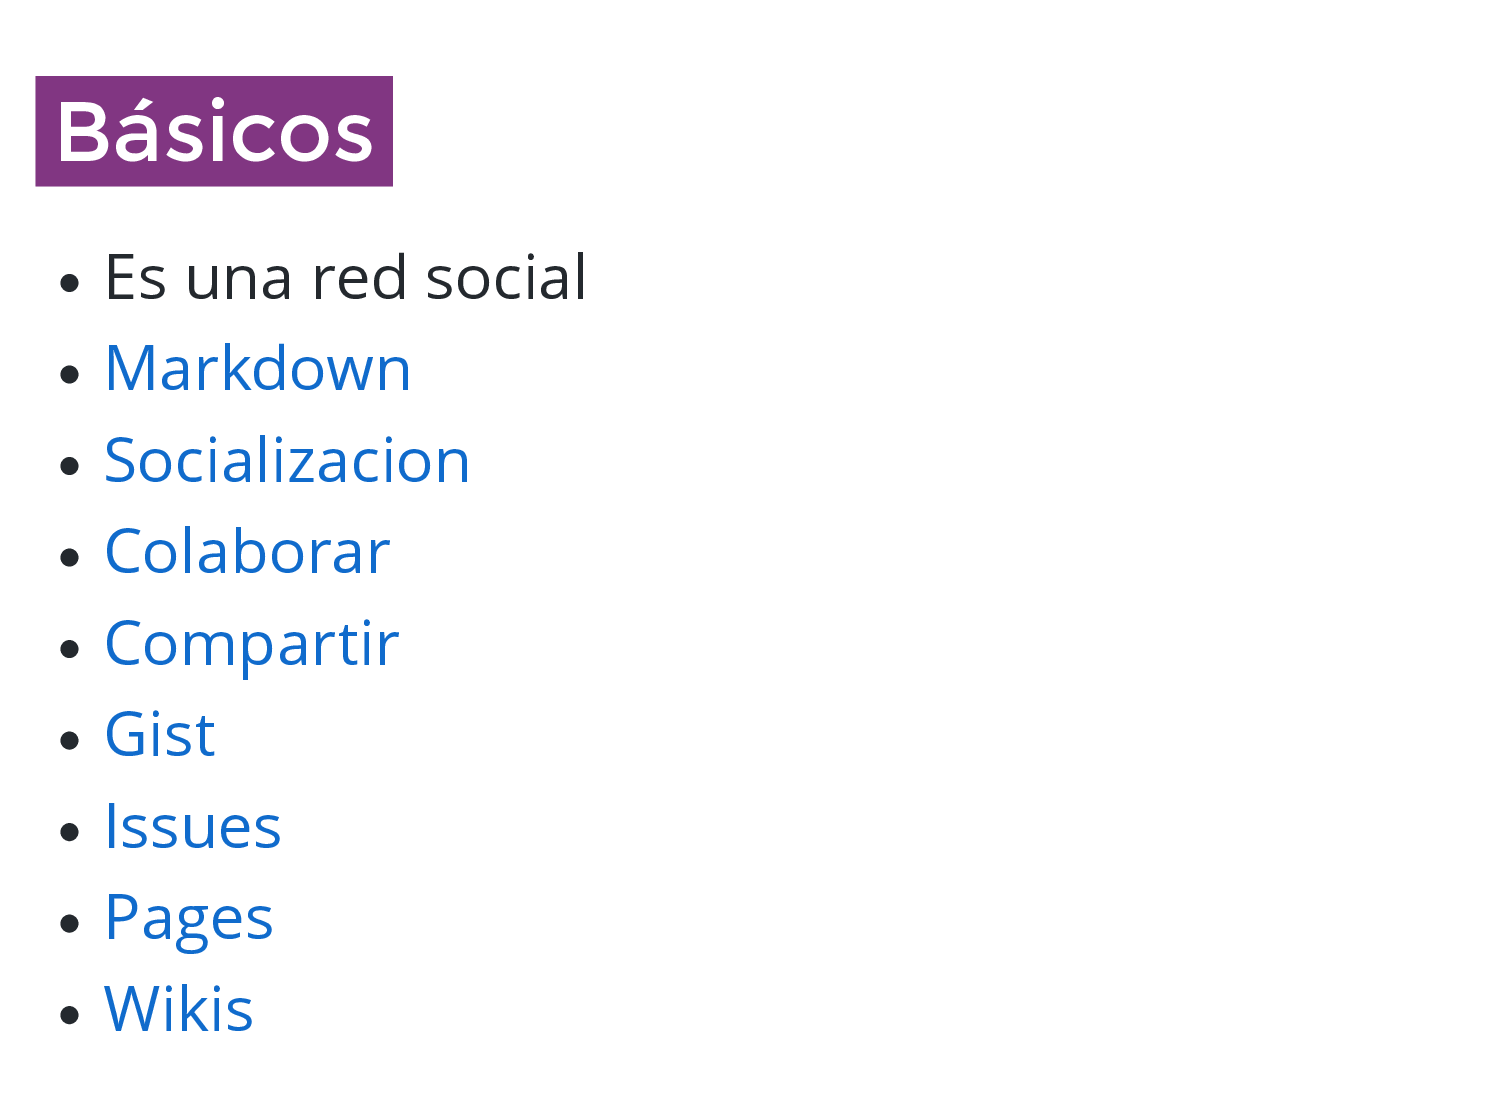 Básicos
Es una red social
Markdown
Socializacion
Colaborar
Compartir
Gist
Issues
Pages
Wikis